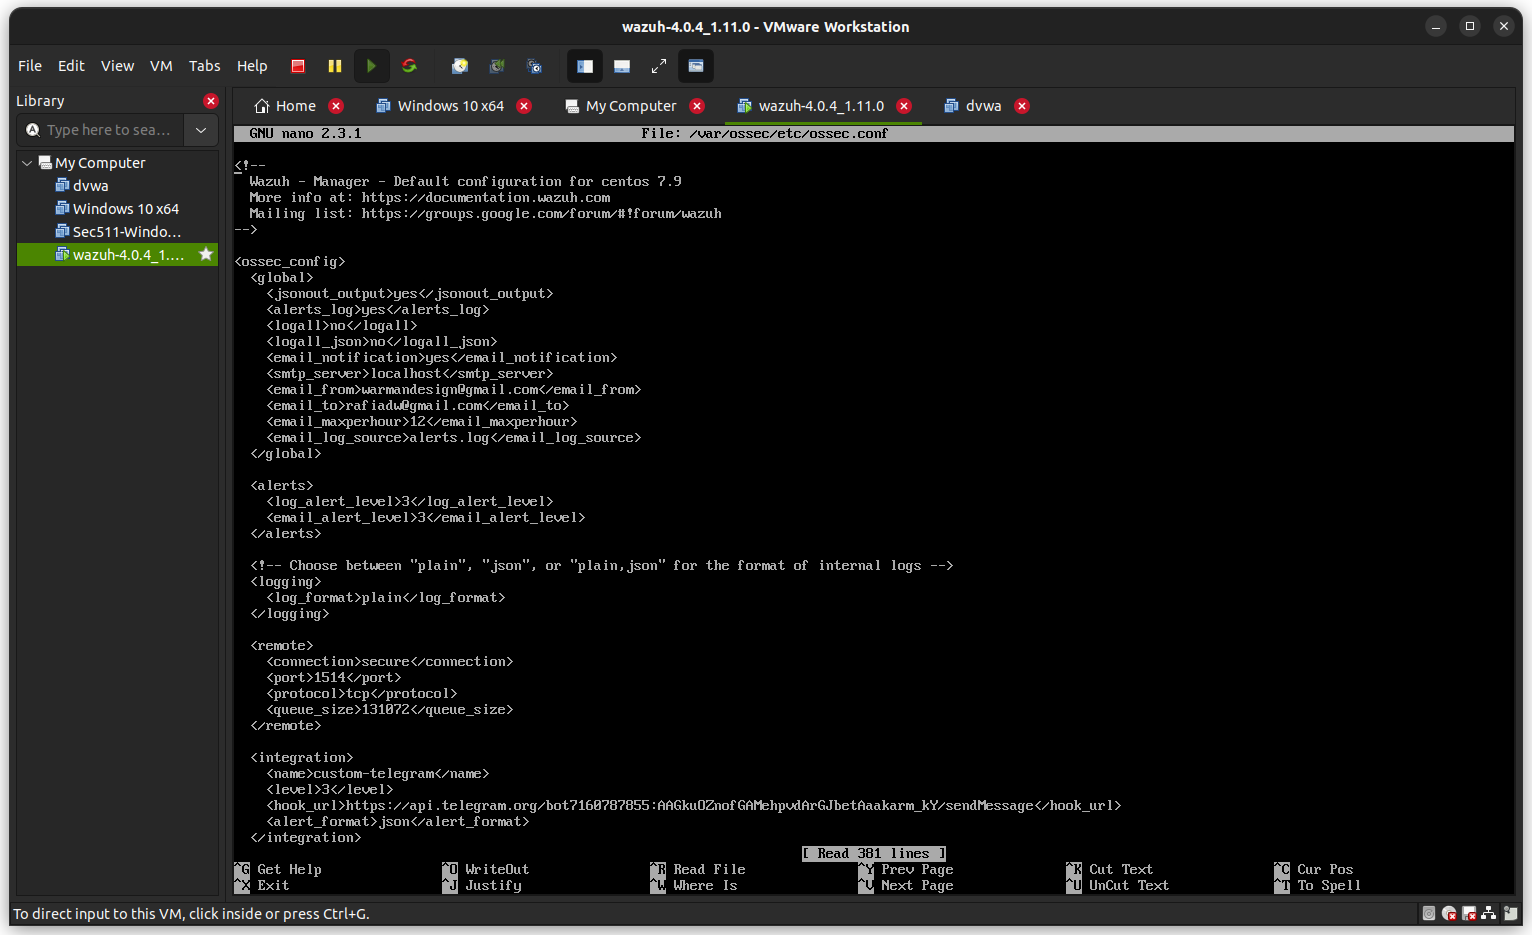 wazuh-4.0.4_1.11.0 - VMware Workstation
File Edit View VM Tabs Help
Library
Type here to sea...
My Computer
dvwa
Windows 10 x64
Sec511-Windo...
wazuh-4.0.4_1....
Home Windows 10 x64 My Computer wazuh-4.0.4_1.11.0 dvwa
GNU nano 2.3.1 File: /var/ossec/etc/ossec.conf
<!--
Wazuh - Manager - Default configuration for centos 7.9
More info at: https://documentation.wazuh.com
Mailing list: https://groups.google.com/forum/#!forum/wazuh
-->
<ossec_config>
<global>
<jsonout_output>yes</jsonout_output>
<alerts_log>yes</alerts_log>
<logall>no</logall>
<logall_json>no</logall_json>
<email_notification>yes</email_notification>
<smtp_server>localhost</smtp_server>
<email_from>warmandesign@gmail.com</email_from>
<email_to>rafiadw@gmail.com</email_to>
<email_maxperhour>12</email_maxperhour>
<email_log_source>alerts.log</email_log_source>
</global>
<alerts>
<log_alert_level>3</log_alert_level>
<email_alert_level>3</email_alert_level>
</alerts>
<!-- Choose between "plain", "json", or "plain,json" for the format of internal logs -->
<logging>
<log_format>plain</log_format>
</logging>
<remote>
<connection>secure</connection>
<port>1514</port>
<protocol>tcp</protocol>
<queue_size>131072</queue_size>
</remote>
<integration>
<name>custom-telegram</name>
<level>3</level>
<hook_url>https://api.telegram.org/bot7160787855:AAGkuOZnofGAMehpvdArGJbetAaakarm_kY/sendMessage</hook_url>
<alert_format>json</alert_format>
</integration>
[ Read 381 lines ]
^G Get Help ^O WriteOut ^R Read File ^Y Prev Page ^K Cut Text ^C Cur Pos
^X Exit ^J Justify ^W Where Is ^V Next Page ^U UnCut Text ^T To Spell
To direct input to this VM, click inside or press Ctrl+G.